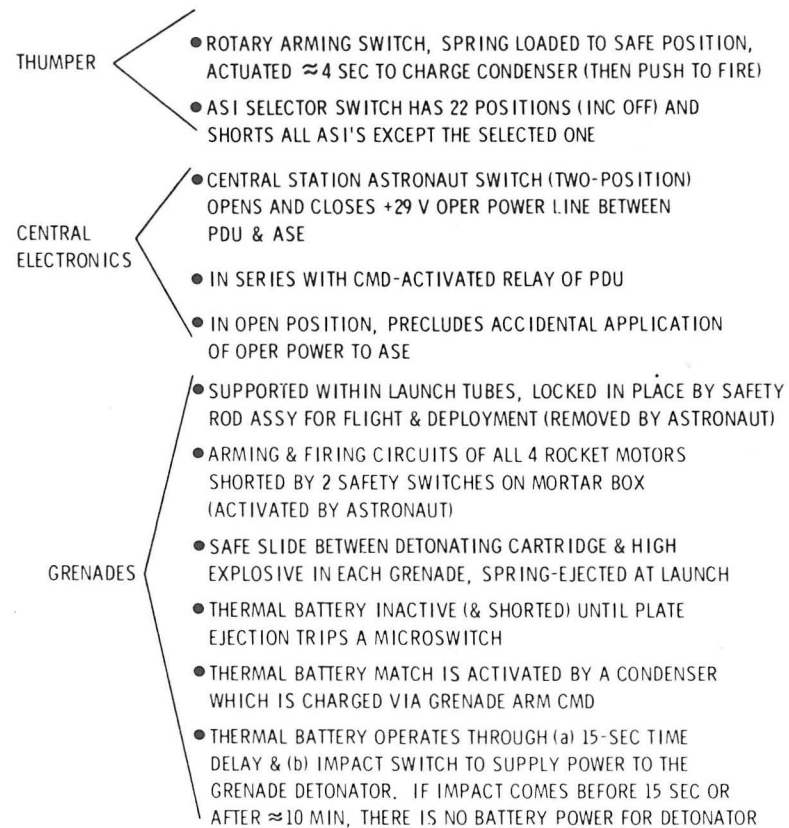 THUMPER
● ROTARY ARMING SWITCH, SPRING LOADED TO SAFE POSITION,
ACTUATED ≈4 SEC TO CHARGE CONDENSER (THEN PUSH TO FIRE)
● ASI SELECTOR SWITCH HAS 22 POSITIONS (INC OFF) AND
SHORTS ALL ASI'S EXCEPT THE SELECTED ONE
CENTRAL
ELECTRONICS
● CENTRAL STATION ASTRONAUT SWITCH (TWO-POSITION)
OPENS AND CLOSES +29 V OPER POWER LINE BETWEEN
PDU & ASE
● IN SERIES WITH CMD-ACTIVATED RELAY OF PDU
● IN OPEN POSITION, PRECLUDES ACCIDENTAL APPLICATION
OF OPER POWER TO ASE
GRENADES
● SUPPORTED WITHIN LAUNCH TUBES, LOCKED IN PLACE BY SAFETY
ROD ASSY FOR FLIGHT & DEPLOYMENT (REMOVED BY ASTRONAUT)
● ARMING & FIRING CIRCUITS OF ALL 4 ROCKET MOTORS
SHORTED BY 2 SAFETY SWITCHES ON MORTAR BOX
(ACTIVATED BY ASTRONAUT)
● SAFE SLIDE BETWEEN DETONATING CARTRIDGE & HIGH
EXPLOSIVE IN EACH GRENADE, SPRING-EJECTED AT LAUNCH
● THERMAL BATTERY INACTIVE (& SHORTED) UNTIL PLATE
EJECTION TRIPS A MICROSWITCH
● THERMAL BATTERY MATCH IS ACTIVATED BY A CONDENSER
WHICH IS CHARGED VIA GRENADE ARM CMD
● THERMAL BATTERY OPERATES THROUGH (a) 15-SEC TIME
DELAY & (b) IMPACT SWITCH TO SUPPLY POWER TO THE
GRENADE DETONATOR. IF IMPACT COMES BEFORE 15 SEC OR
AFTER ≈10 MIN, THERE IS NO BATTERY POWER FOR DETONATOR